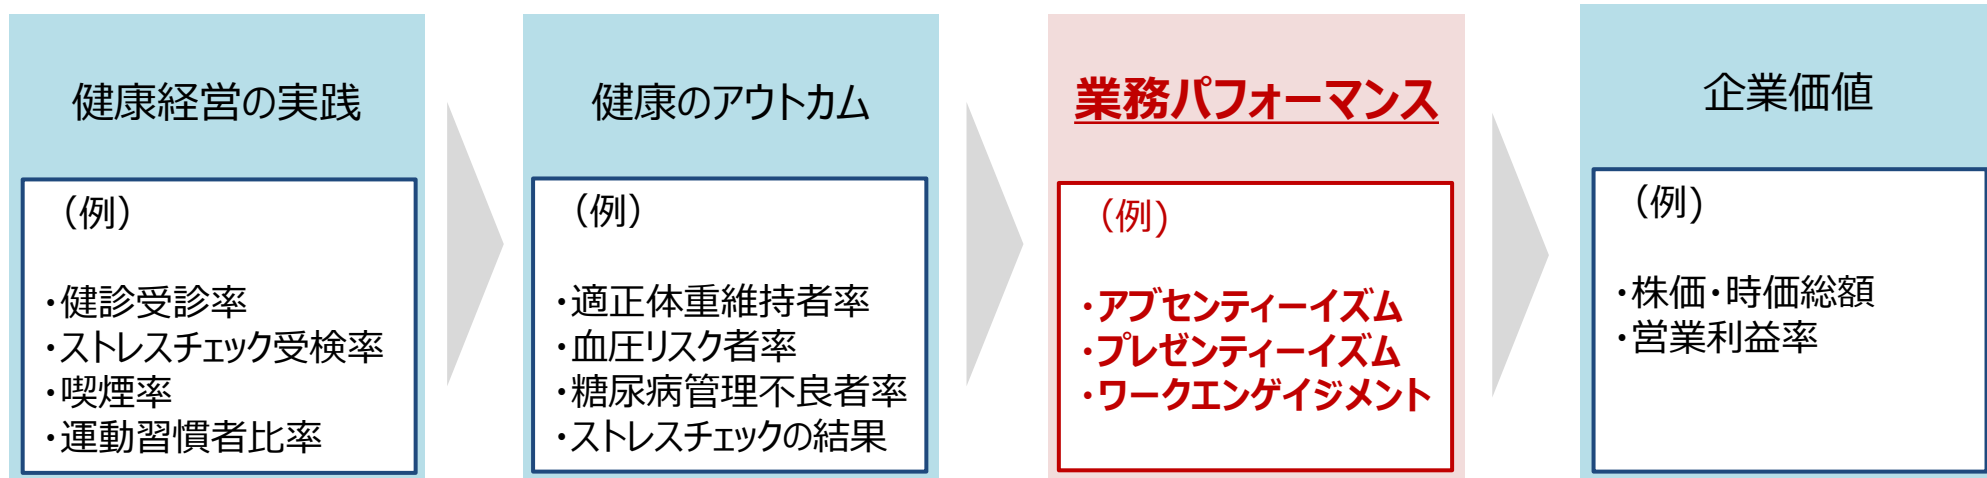 健康経営の実践
（例）
・健診受診率
・ストレスチェック受検率
・喫煙率
・運動習慣者比率
健康のアウトカム
（例）
・適正体重維持者率
・血圧リスク者率
・糖尿病管理不良者率
・ストレスチェックの結果
業務パフォーマンス
（例)
・アブセンティーイズム
・プレゼンティーイズム
・ワークエンゲイジメント
企業価値
（例)
・株価・時価総額
・営業利益率